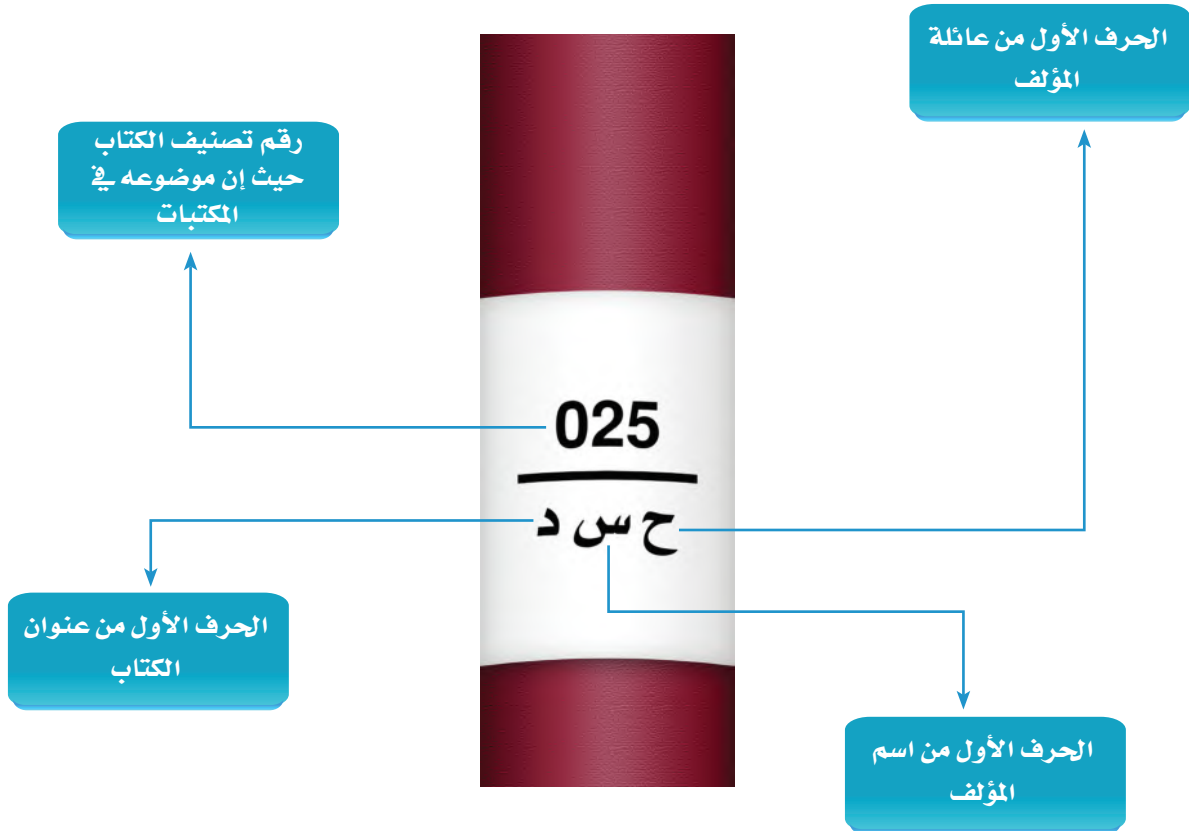 الحرف الأول من عائلة
المؤلف
رقم تصنيف الكتاب
حيث إن موضوعه في
المكتبات
025
ح س د
الحرف الأول من عنوان
الكتاب
الحرف الأول من اسم
المؤلف